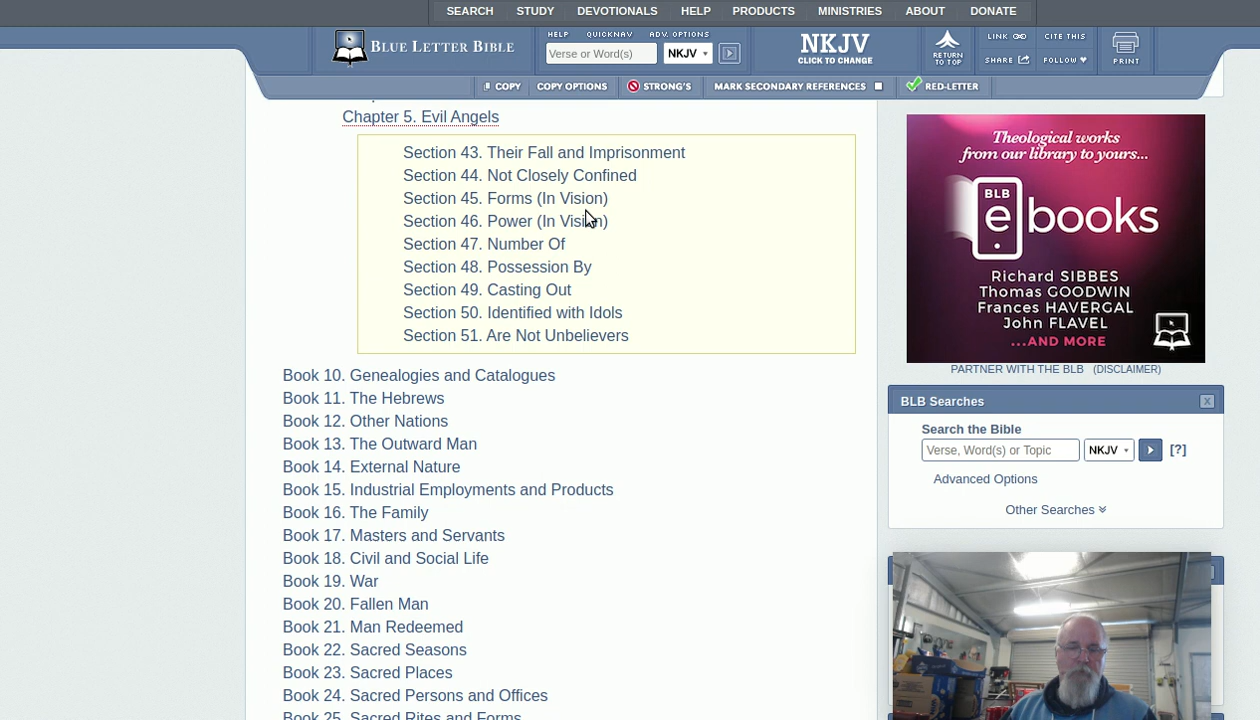 SEARCH STUDY DEVOTIONALS HELP PRODUCTS MINISTRIES ABOUT DONATE
BLUE LETTER BIBLE
HELP QUICKNAV ADV. OPTIONS
Verse or Word(s) NKJV
NKJV
CLICK TO CHANGE
RETURN
TO TOP
LINK CITE THIS
SHARE FOLLOW
PRINT
COPY COPY OPTIONS STRONG'S MARK SECONDARY REFERENCES RED-LETTER
Chapter 5. Evil Angels
Section 43. Their Fall and Imprisonment
Section 44. Not Closely Confined
Section 45. Forms (In Vision)
Section 46. Power (In Vision)
Section 47. Number Of
Section 48. Possession By
Section 49. Casting Out
Section 50. Identified with Idols
Section 51. Are Not Unbelievers
Book 10. Genealogies and Catalogues
Book 11. The Hebrews
Book 12. Other Nations
Book 13. The Outward Man
Book 14. External Nature
Book 15. Industrial Employments and Products
Book 16. The Family
Book 17. Masters and Servants
Book 18. Civil and Social Life
Book 19. War
Book 20. Fallen Man
Book 21. Man Redeemed
Book 22. Sacred Seasons
Book 23. Sacred Places
Book 24. Sacred Persons and Offices
Book 25. Sacred Rites and Forms
Theological works
from our library to yours...
BLB
e books
Richard SIBBES
Thomas GOODWIN
Frances HAVERGAL
John FLAVEL
...AND MORE
PARTNER WITH THE BLB (DISCLAIMER)
BLB Searches X
Search the Bible
Verse, Word(s) or Topic NKJV [?]
Advanced Options
Other Searches